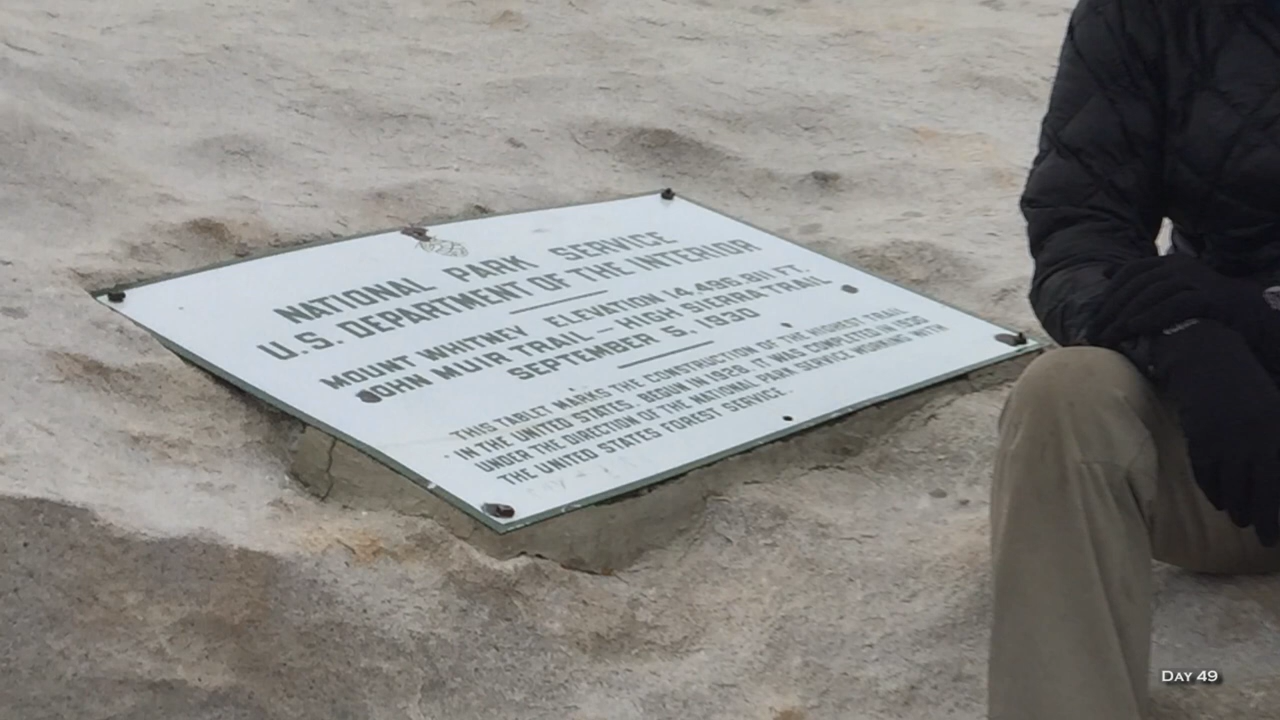 NATIONAL PARK SERVICE
U.S. DEPARTMENT OF THE INTERIOR
MOUNT WHITNEY ELEVATION 14,496.811 FT.
JOHN MUIR TRAIL – HIGH SIERRA TRAIL
SEPTEMBER 5, 1930
THIS TABLET MARKS THE CONSTRUCTION OF THE HIGHEST TRAIL
IN THE UNITED STATES. BEGUN IN 1928 IT WAS COMPLETED IN 1930
UNDER THE DIRECTION OF THE NATIONAL PARK SERVICE WORKING WITH
THE UNITED STATES FOREST SERVICE.
DAY 49